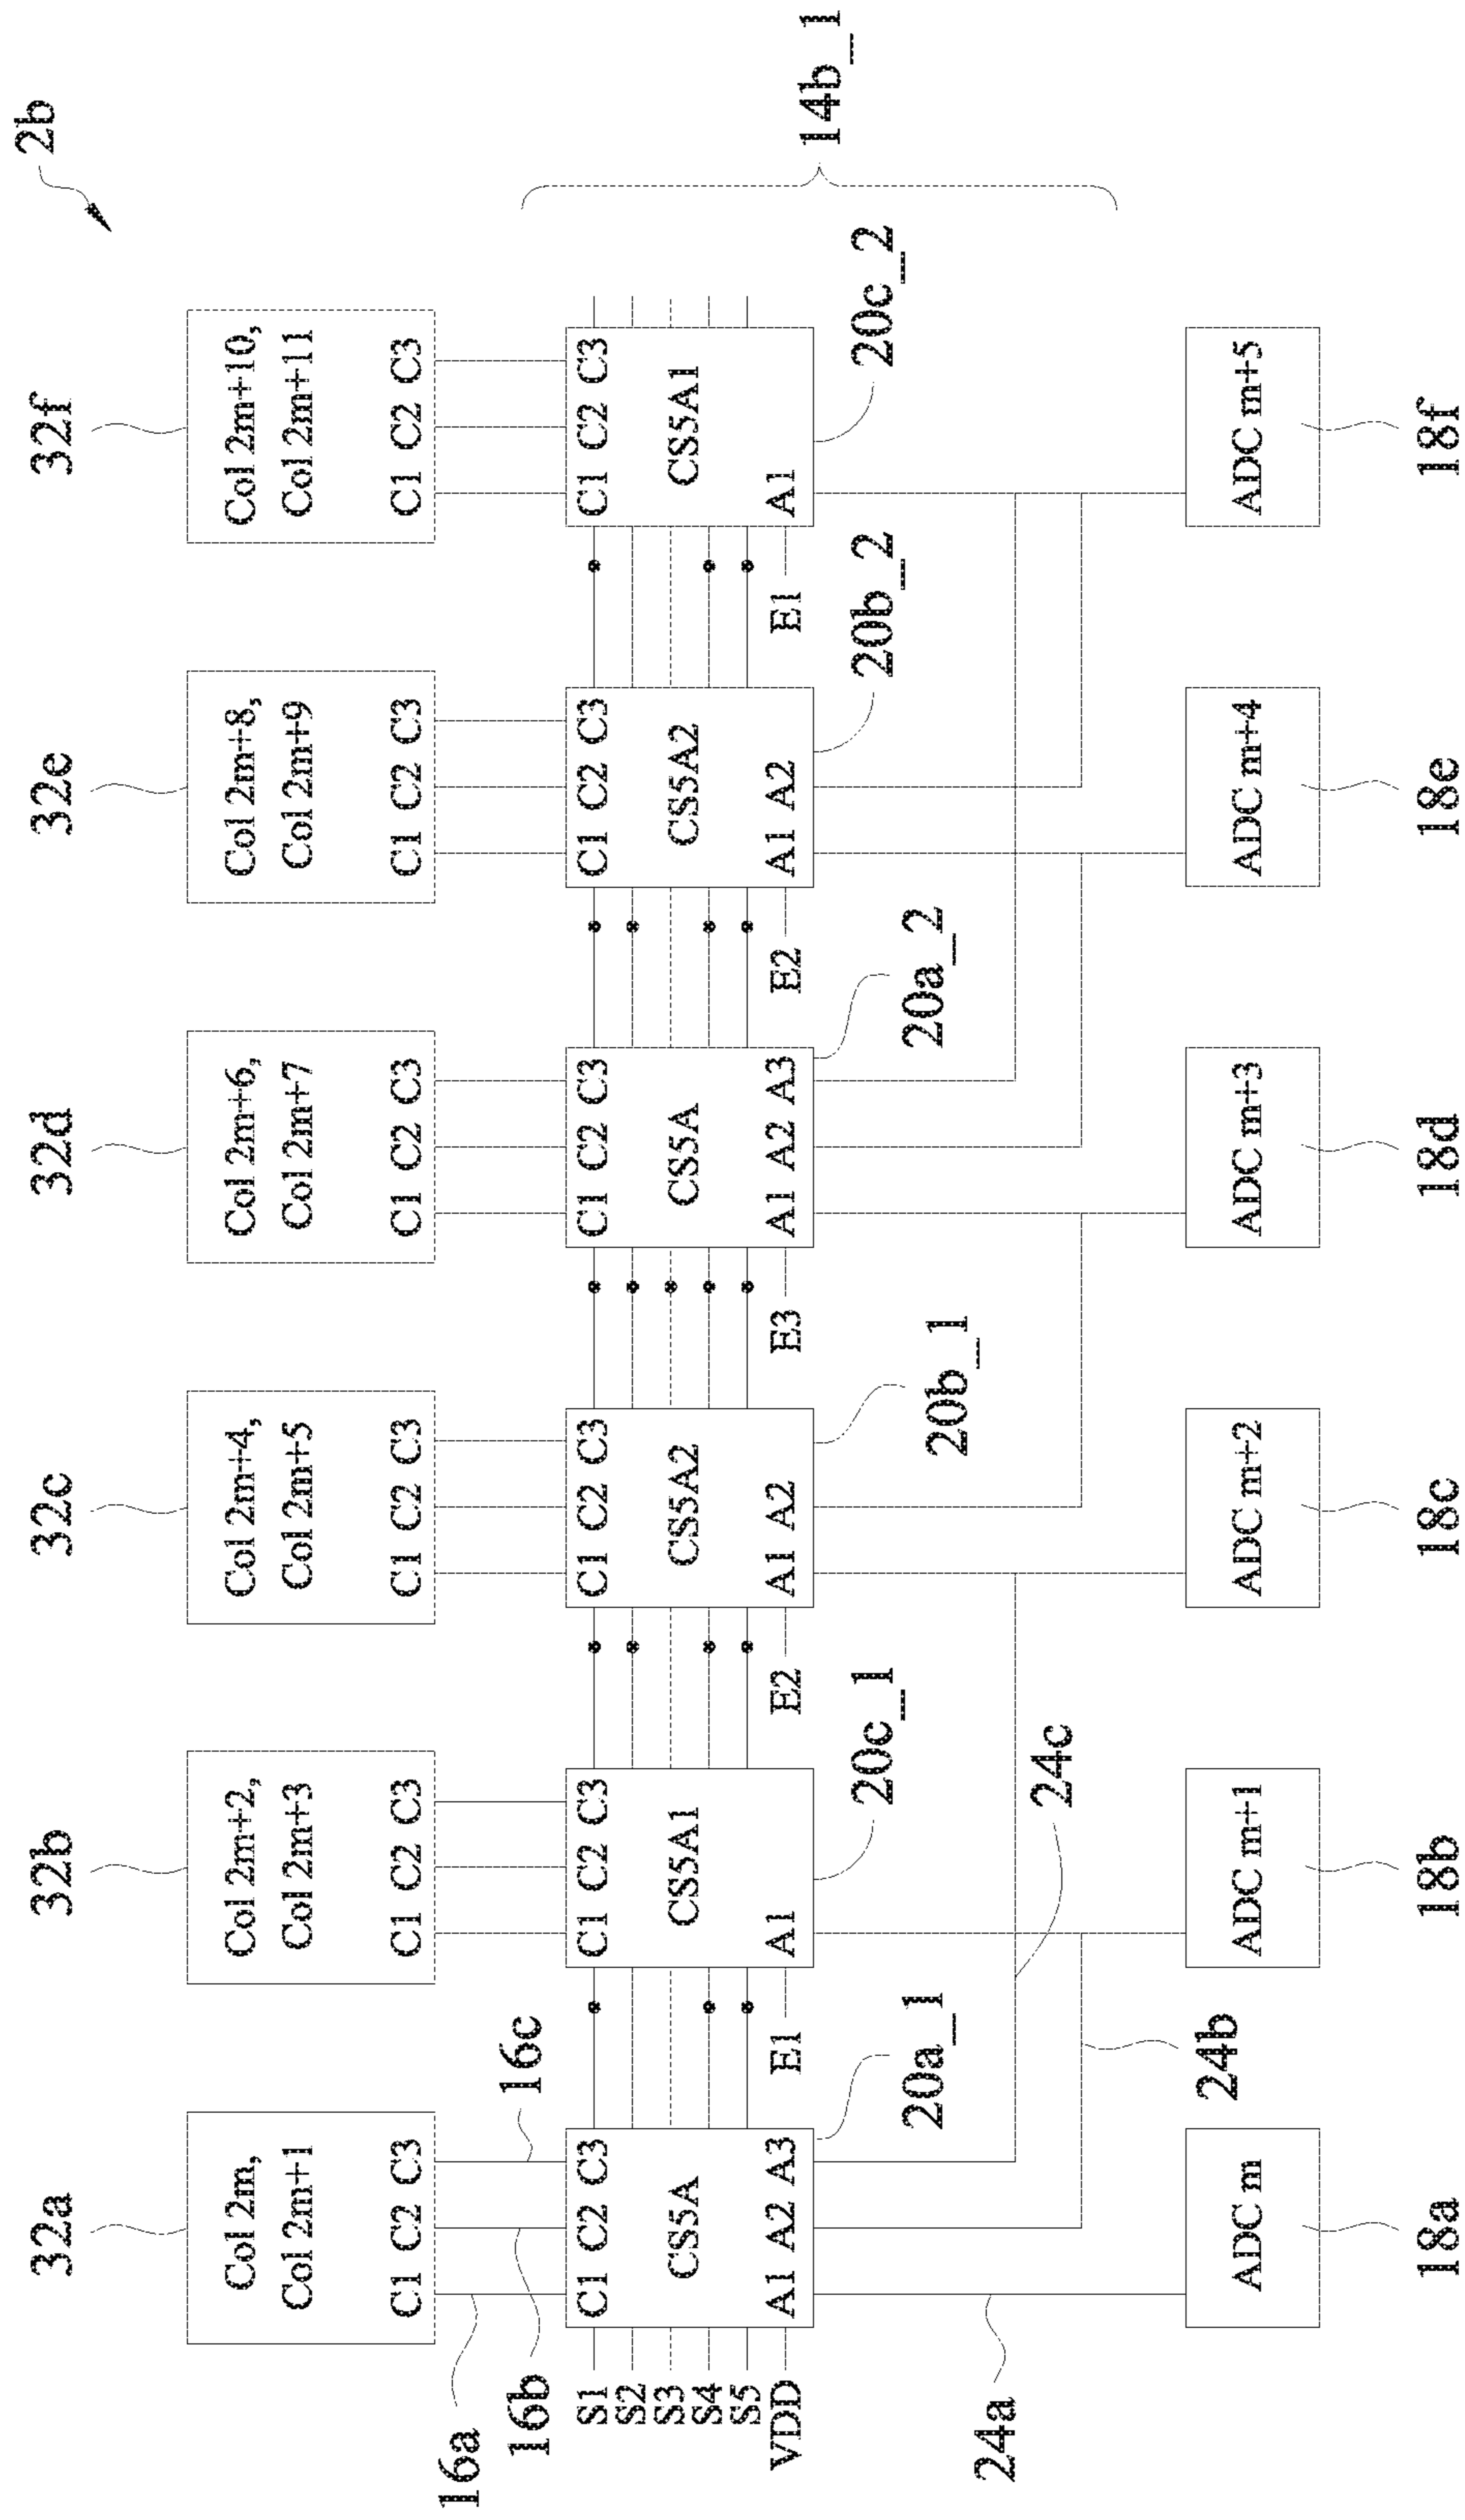 2b
32a 32b 32c 32d 32e 32f
Col 2m, Col 2m+2, Col 2m+4, Col 2m+6, Col 2m+8, Col 2m+10,
Col 2m+1 Col 2m+3 Col 2m+5 Col 2m+7 Col 2m+9 Col 2m+11
C1 C2 C3 C1 C2 C3 C1 C2 C3 C1 C2 C3 C1 C2 C3 C1 C2 C3
16a 16b 16c
S1 C1 C2 C3 C1 C2 C3 C1 C2 C3 C1 C2 C3 C1 C2 C3 C1 C2 C3
S2
S3 CS5A CS5A1 CS5A2 CS5A CS5A2 CS5A1
S4
S5
VDD A1 A2 A3 E1 A1 E2 A1 A2 E3 A1 A2 A3 E2 A1 A2 E1 A1
14b_1
20a_1 20c_1 20b_1 20a_2 20b_2 20c_2
24a 24b 24c
ADC m ADC m+1 ADC m+2 ADC m+3 ADC m+4 ADC m+5
18a 18b 18c 18d 18e 18f